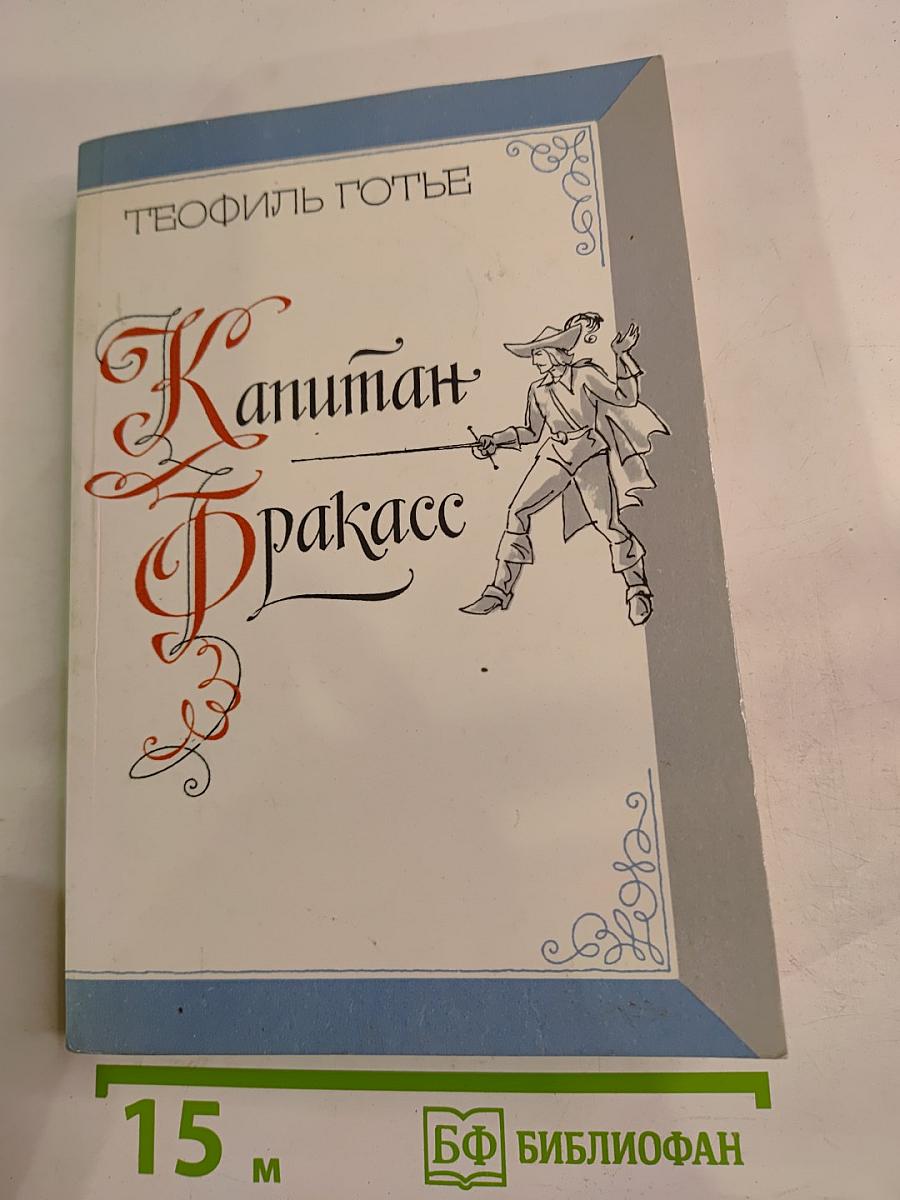 ТЕОФИЛЬ ГОТЬЕ
Капитан
Фракасс
15 м
БФ БИБЛИОФАН